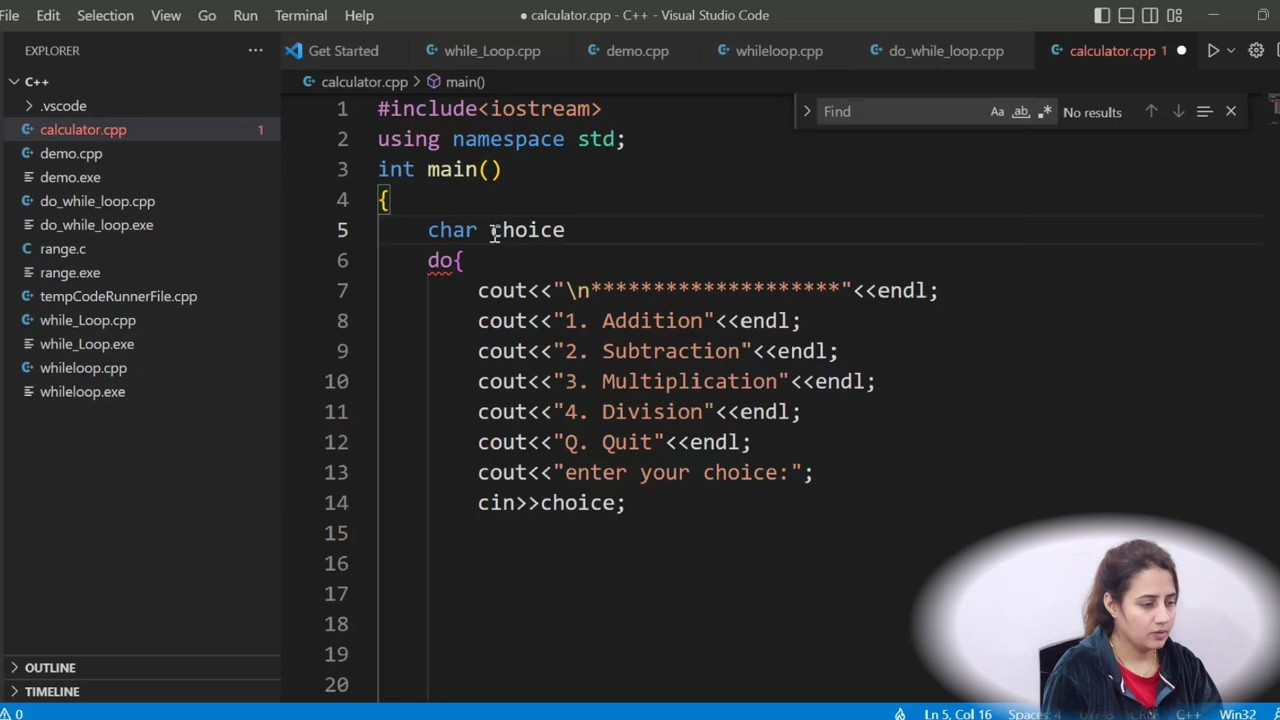 File Edit Selection View Go Run Terminal Help
● calculator.cpp - C++ - Visual Studio Code
EXPLORER
Get Started while_Loop.cpp demo.cpp whileloop.cpp do_while_loop.cpp calculator.cpp 1
C++
calculator.cpp > main()
.vscode
calculator.cpp 1
demo.cpp
demo.exe
do_while_loop.cpp
do_while_loop.exe
range.c
range.exe
tempCodeRunnerFile.cpp
while_Loop.cpp
while_Loop.exe
whileloop.cpp
whileloop.exe
OUTLINE
TIMELINE
Find Aa ab No results
1 #include<iostream>
2 using namespace std;
3 int main()
4 {
5 char choice
6 do{
7 cout<<"\n********************"<<endl;
8 cout<<"1. Addition"<<endl;
9 cout<<"2. Subtraction"<<endl;
10 cout<<"3. Multiplication"<<endl;
11 cout<<"4. Division"<<endl;
12 cout<<"Q. Quit"<<endl;
13 cout<<"enter your choice:";
14 cin>>choice;
15
16
17
18
19
20
0 Ln 5, Col 16 Spaces: 4 UTF-8 CRLF C++ Win32